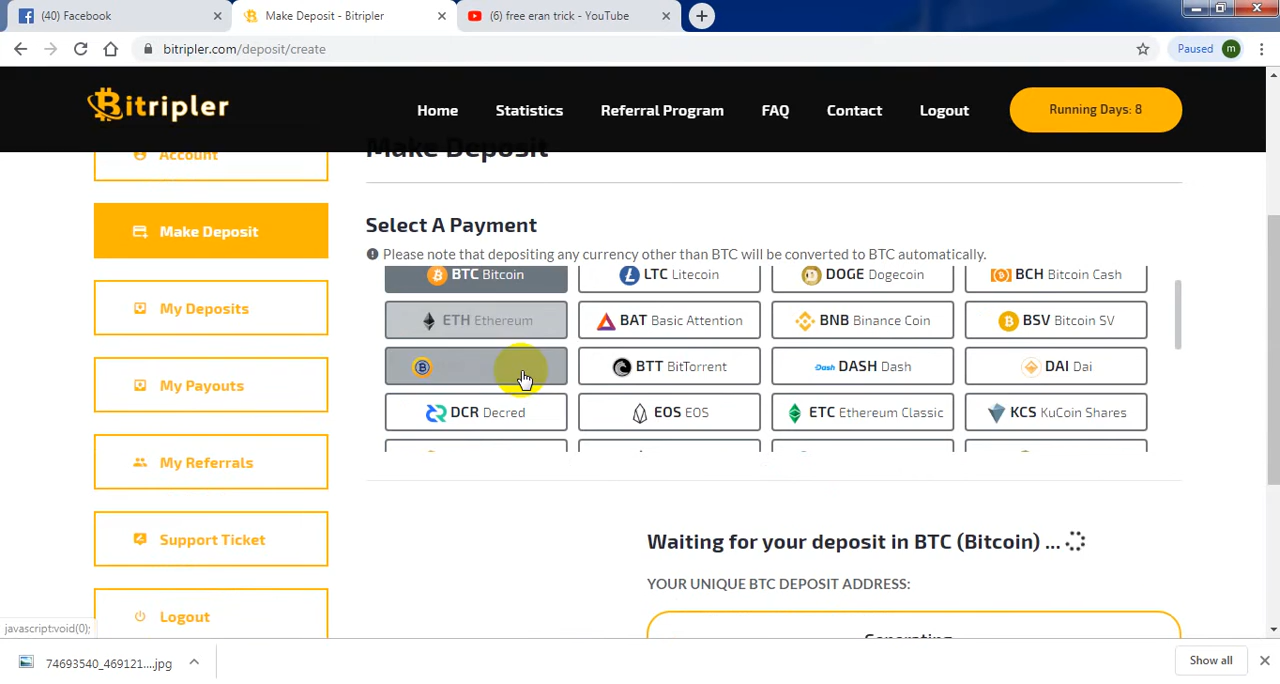 (40) Facebook
Make Deposit - Bitripler
(6) free eran trick - YouTube
bitripler.com/deposit/create
Paused
m
Bitripler
Home
Statistics
Referral Program
FAQ
Contact
Logout
Running Days: 8
Account
Make Deposit
My Deposits
My Payouts
My Referrals
Support Ticket
Logout
Make Deposit
Select A Payment
Please note that depositing any currency other than BTC will be converted to BTC automatically.
BTC Bitcoin
LTC Litecoin
DOGE Dogecoin
BCH Bitcoin Cash
ETH Ethereum
BAT Basic Attention
BNB Binance Coin
BSV Bitcoin SV
BTT BitTorrent
DASH Dash
DAI Dai
DCR Decred
EOS EOS
ETC Ethereum Classic
KCS KuCoin Shares
Waiting for your deposit in BTC (Bitcoin) ...
YOUR UNIQUE BTC DEPOSIT ADDRESS:
Generating
javascript:void(0);
74693540_469121....jpg
Show all